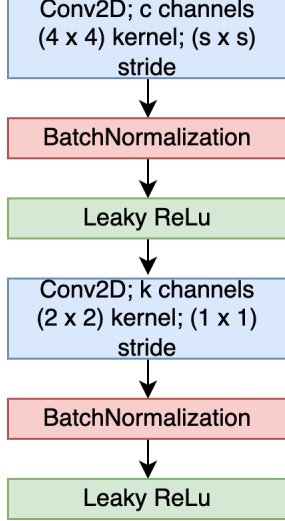 Conv2D; c channels
(4 x 4) kernel; (s x s)
stride
BatchNormalization
Leaky ReLu
Conv2D; k channels
(2 x 2) kernel; (1 x 1)
stride
BatchNormalization
Leaky ReLu